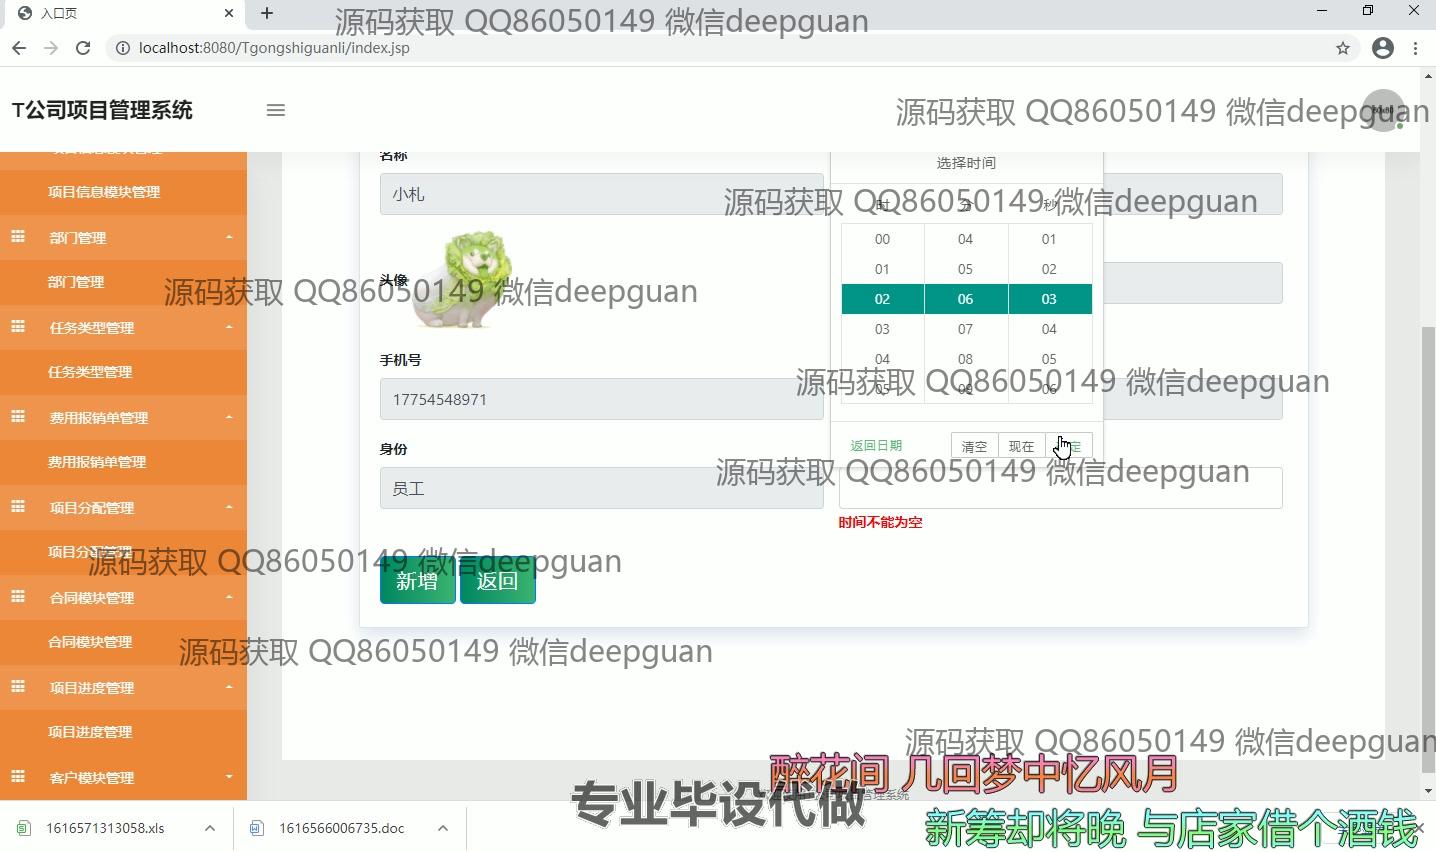 入口页
源码获取 QQ86050149 微信deepguan
localhost:8080/Tgongshiguanli/index.jsp
T公司项目管理系统
源码获取 QQ86050149 微信deepguan
名称
选择时间
项目信息模块管理
小札
源码获取 QQ86050149 微信deepguan
时 分 秒
部门管理
00 04 01
01 05 02
02 06 03
03 07 04
04 08 05
05 09 06
部门管理
头像
源码获取 QQ86050149 微信deepguan
任务类型管理
手机号
任务类型管理
源码获取 QQ86050149 微信deepguan
17754548971
费用报销单管理
身份
返回日期 清空 现在
费用报销单管理
源码获取 QQ86050149 微信deepguan
员工
项目分配管理
时间不能为空
项目分配管理
源码获取 QQ86050149 微信deepguan
新增 返回
合同模块管理
合同模块管理
源码获取 QQ86050149 微信deepguan
项目进度管理
项目进度管理
源码获取 QQ86050149 微信deepguan
客户模块管理
醉花间 几回梦中忆风月
专业毕设代做
新筹却将晚 与店家借个酒钱
1616571313058.xls
1616566006735.doc